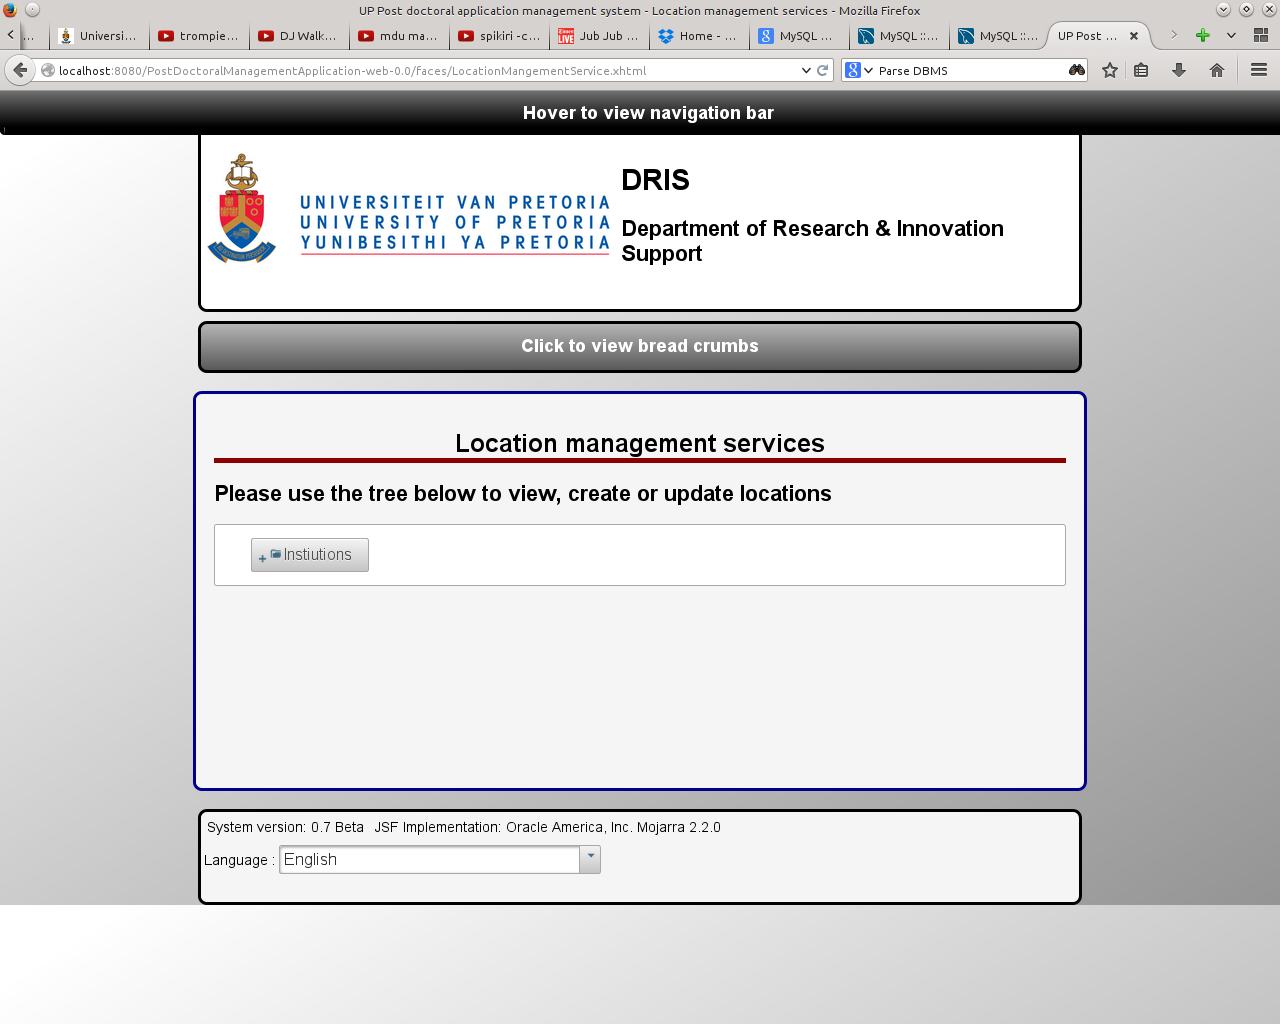 UP Post doctoral application management system - Location management services - Mozilla Firefox
... Universi... trompie... DJ Walk... mdu ma... spikiri -c... Jub Jub ... Home - ... MySQL ... MySQL ::... MySQL ::... UP Post ...
localhost:8080/PostDoctoralManagementApplication-web-0.0/faces/LocationMangementService.xhtml Parse DBMS
Hover to view navigation bar
UNIVERSITEIT VAN PRETORIA
UNIVERSITY OF PRETORIA
YUNIBESITHI YA PRETORIA
DRIS
Department of Research & Innovation
Support
Click to view bread crumbs
Location management services
Please use the tree below to view, create or update locations
Instiutions
System version: 0.7 Beta JSF Implementation: Oracle America, Inc. Mojarra 2.2.0
Language : English